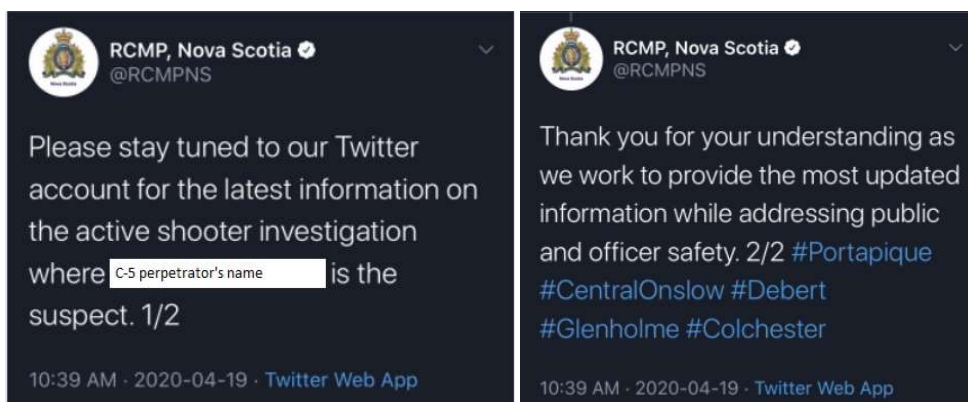 RCMP, Nova Scotia
@RCMPNS
Please stay tuned to our Twitter
account for the latest information on
the active shooter investigation
where C-5 perpetrator's name is the
suspect. 1/2
10:39 AM · 2020-04-19 · Twitter Web App
RCMP, Nova Scotia
@RCMPNS
Thank you for your understanding as
we work to provide the most updated
information while addressing public
and officer safety. 2/2 #Portapique
#CentralOnslow #Debert
#Glenholme #Colchester
10:39 AM · 2020-04-19 · Twitter Web App